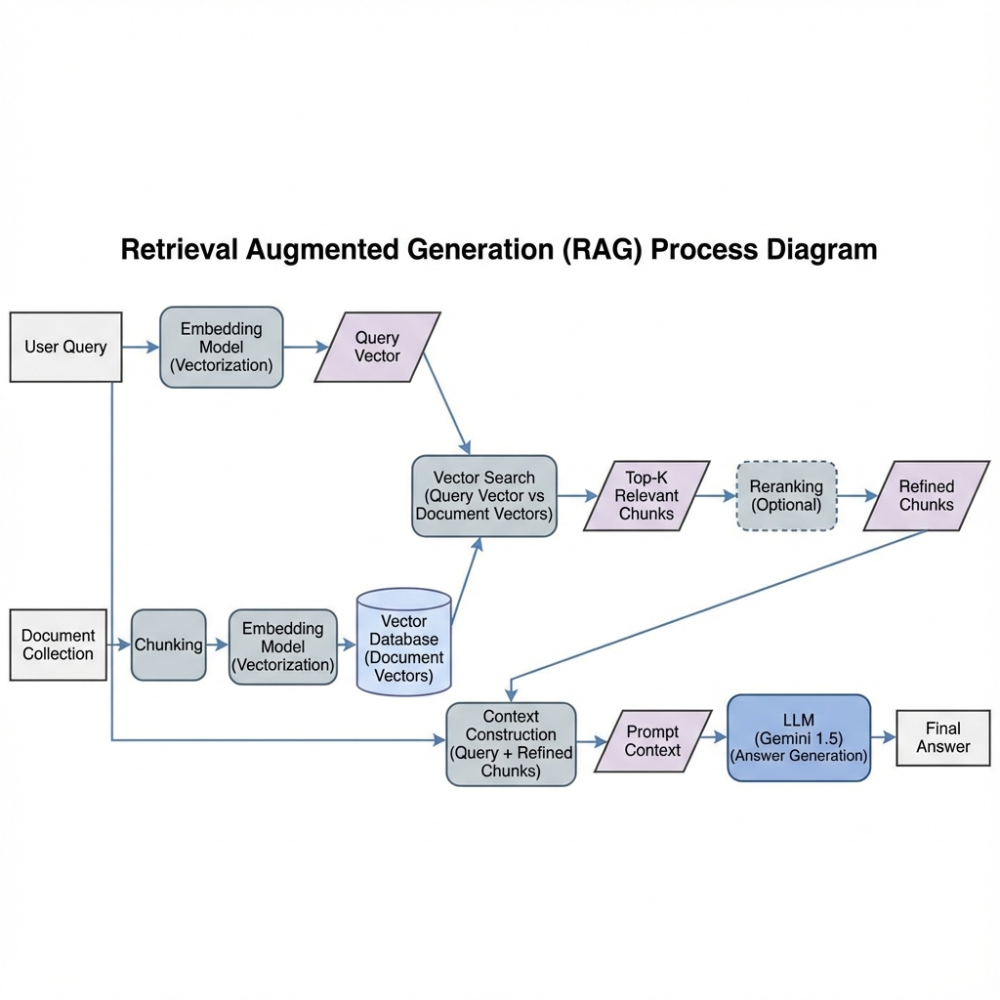 Retrieval Augmented Generation (RAG) Process Diagram
User Query
Embedding
Model
(Vectorization)
Query
Vector
Vector Search
(Query Vector vs
Document Vectors)
Top-K
Relevant
Chunks
Reranking
(Optional)
Refined
Chunks
Document
Collection
Chunking
Embedding
Model
(Vectorization)
Vector
Database
(Document
Vectors)
Context
Construction
(Query + Refined
Chunks)
Prompt
Context
LLM
(Gemini 1.5)
(Answer Generation)
Final
Answer